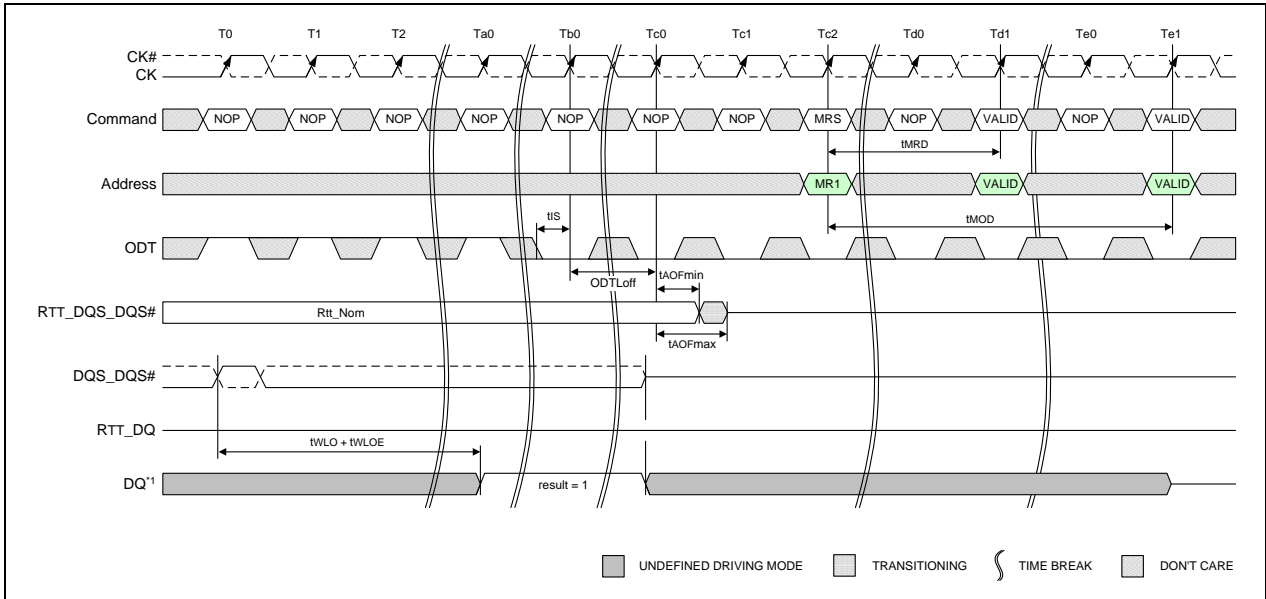 T0 T1 T2 Ta0 Tb0 Tc0 Tc1 Tc2 Td0 Td1 Te0 Te1
CK#
CK
Command NOP NOP NOP NOP NOP NOP NOP MRS NOP VALID NOP VALID
tMRD
Address MR1 VALID VALID
tIS
tMOD
ODT
ODTLoff
tAOFmin
RTT_DQS_DQS# Rtt_Nom
tAOFmax
DQS_DQS#
RTT_DQ
tWLO + tWLOE
DQ*1 result = 1
UNDEFINED DRIVING MODE TRANSITIONING TIME BREAK DON'T CARE